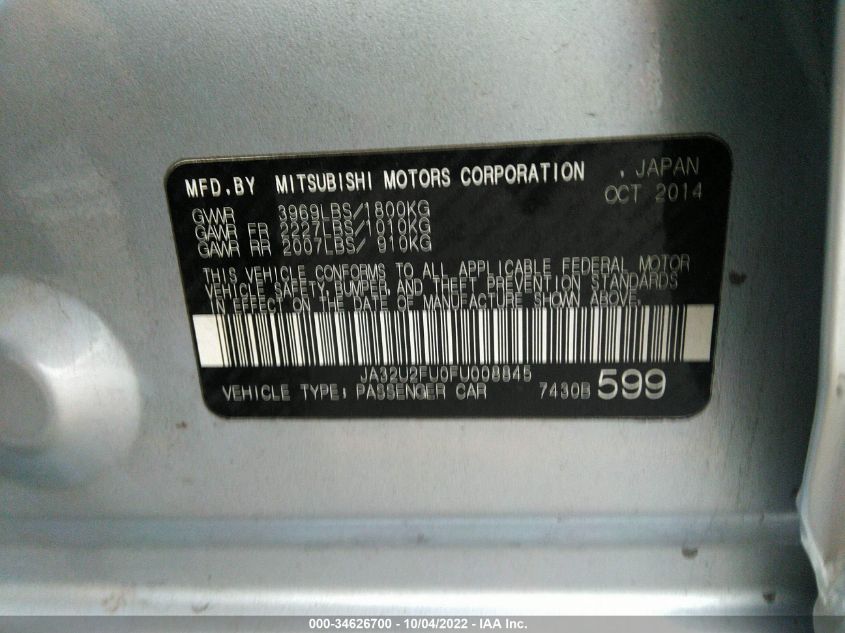 MFD.BY MITSUBISHI MOTORS CORPORATION , JAPAN
OCT 2014
GVWR 3969LBS/1800KG
GAWR FR 2227LBS/1010KG
GAWR RR 2007LBS/ 910KG
THIS VEHICLE CONFORMS TO ALL APPLICABLE FEDERAL MOTOR
VEHICLE SAFETY, BUMPER, AND THEFT PREVENTION STANDARDS
IN EFFECT ON THE DATE OF MANUFACTURE SHOWN ABOVE.
JA32U2FU0FU008845
VEHICLE TYPE: PASSENGER CAR 7430B 599
000-34626700 - 10/04/2022 - IAA Inc.